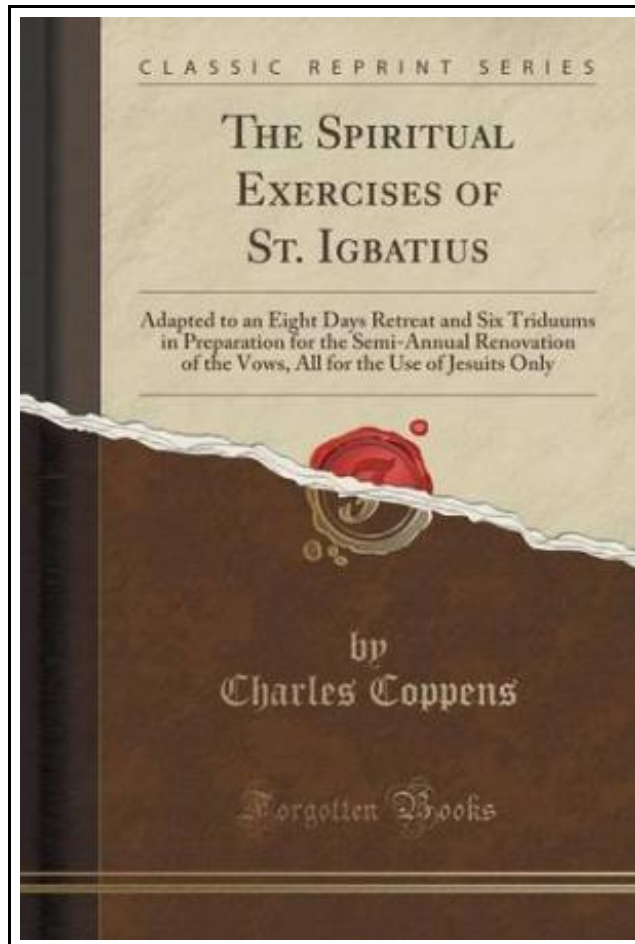 CLASSIC REPRINT SERIES
THE SPIRITUAL
EXERCISES OF
ST. IGBATIUS
Adapted to an Eight Days Retreat and Six Triduums
in Preparation for the Semi-Annual Renovation
of the Vows, All for the Use of Jesuits Only
by
Charles Coppens
Forgotten Books